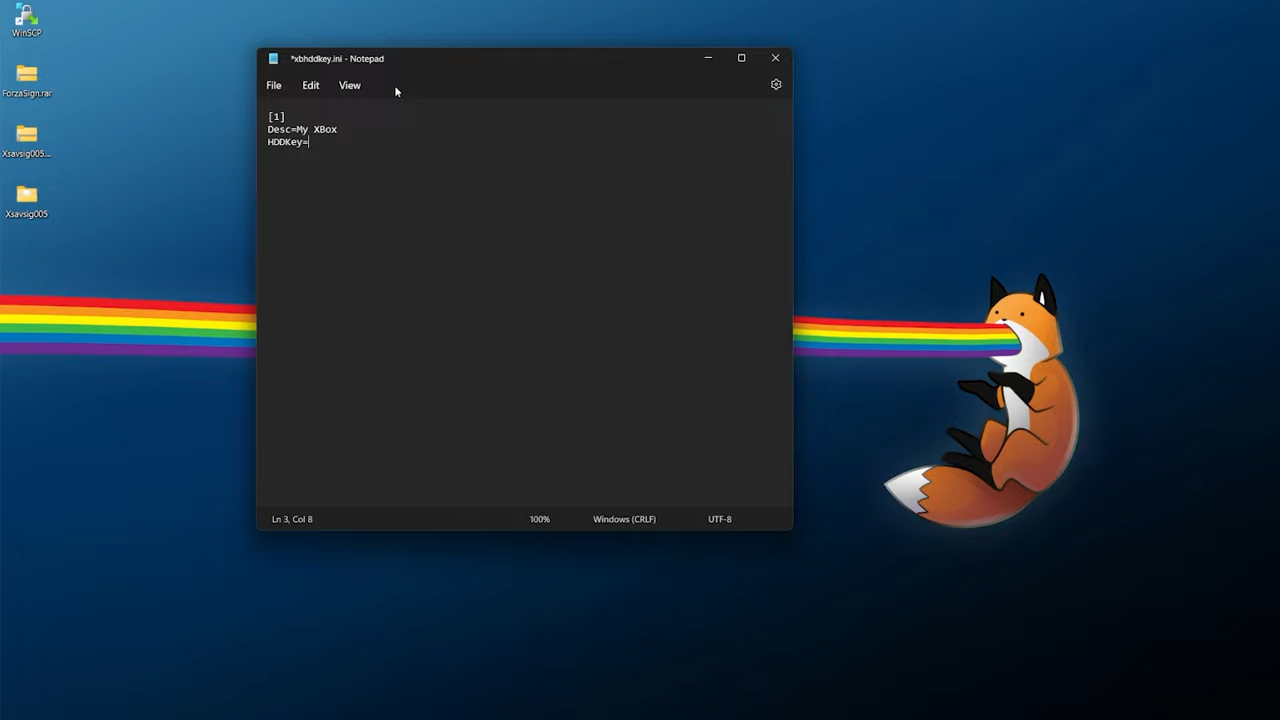 WinSCP
ForzaSign.rar
Xsavsig005...
Xsavsig005
*xbhddkey.ini - Notepad
File Edit View
[1]
Desc=My XBox
HDDKey=
Ln 3, Col 8 100% Windows (CRLF) UTF-8